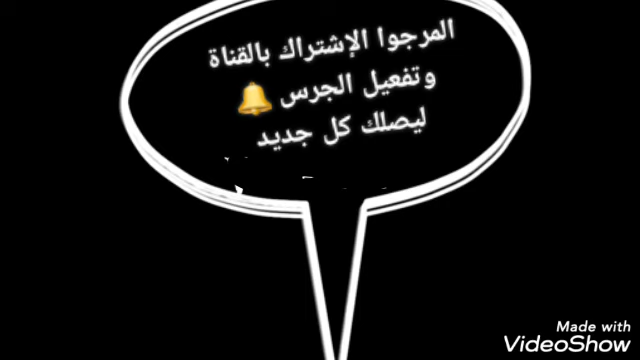 المرجوا الإشتراك بالقناة
وتفعيل الجرس 🔔
ليصلك كل جديد
Made with
VideoShow